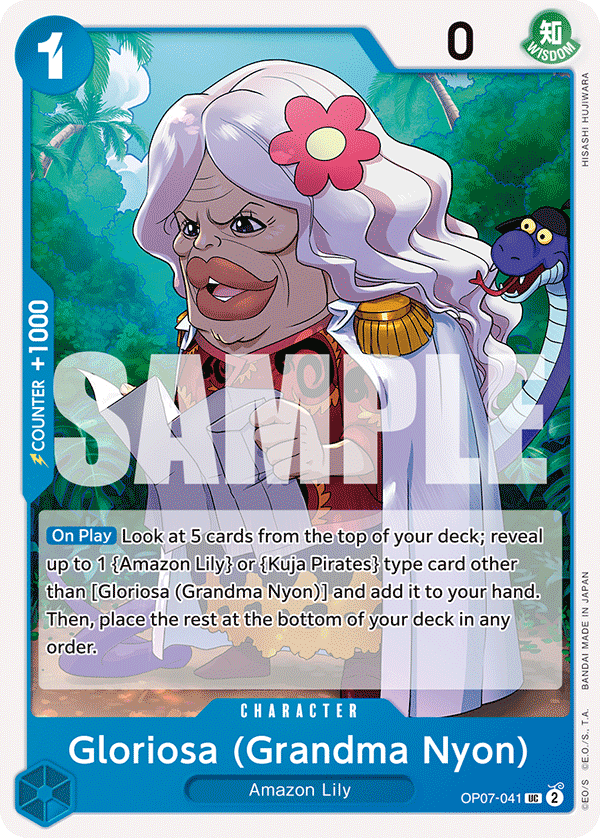 1
0
知
WISDOM
HISASHI HUJIWARA
COUNTER +1000
SAMPLE
On Play Look at 5 cards from the top of your deck; reveal
up to 1 {Amazon Lily} or {Kuja Pirates} type card other
than [Gloriosa (Grandma Nyon)] and add it to your hand.
Then, place the rest at the bottom of your deck in any
order.
CHARACTER
Gloriosa (Grandma Nyon)
Amazon Lily
OP07-041 UC 2
©EO/S ©E.O./S., T.A. BANDAI MADE IN JAPAN